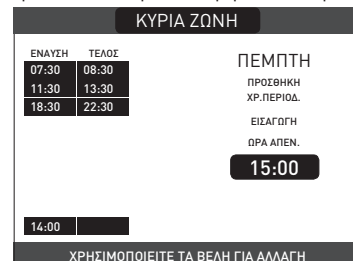 ΚΥΡΙΑ ΖΩΝΗ
ΕΝΑΥΣΗ ΤΕΛΟΣ
07:30 08:30
11:30 13:30
18:30 22:30
14:00
ΠΕΜΠΤΗ
ΠΡΟΣΘΗΚΗ
ΧΡ.ΠΕΡΙΟΔ.
ΕΙΣΑΓΩΓΗ
ΩΡΑ ΑΠΕΝ.
15:00
ΧΡΗΣΙΜΟΠΟΙΕΙΤΕ ΤΑ ΒΕΛΗ ΓΙΑ ΑΛΛΑΓΗ